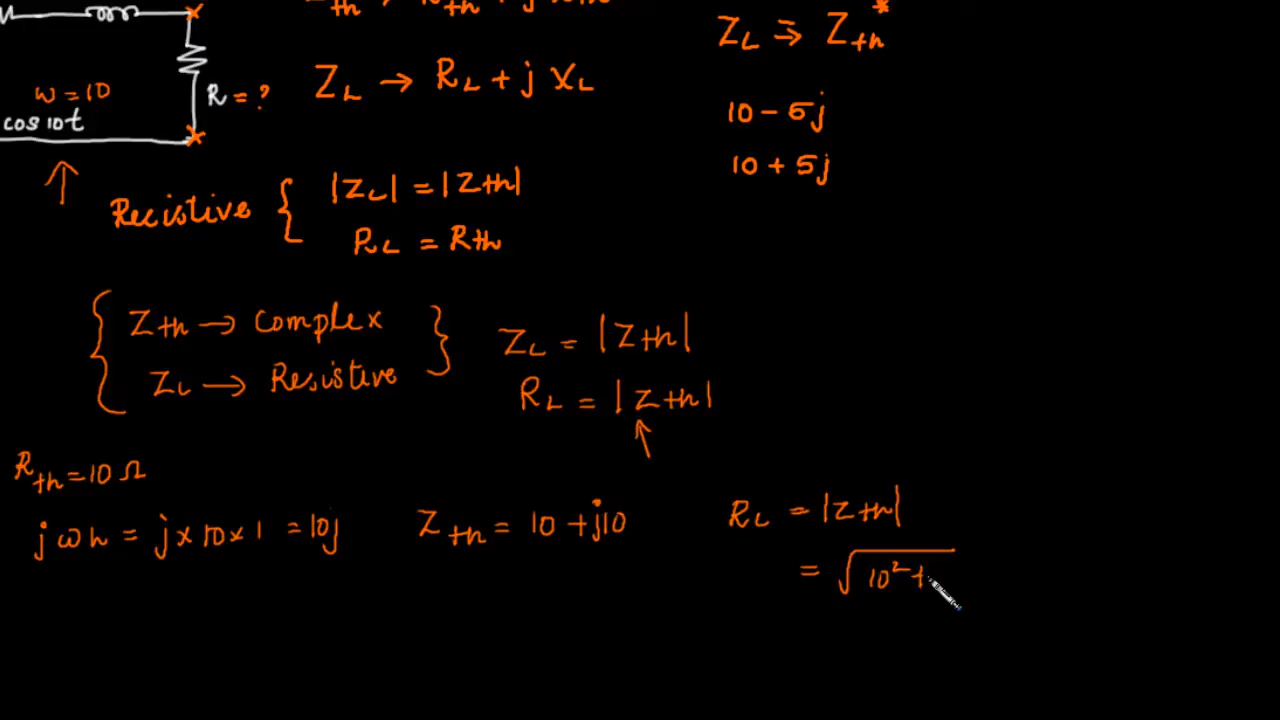 Z_L ⇒ Z_th*
Z_L → R_L + j X_L
ω = 10
R = ?
cos 10t
10 - 5j
10 + 5j
Recistive { |Z_L| = |Z_th|
R_L = R_th
{ Z_th → Complex
Z_L → Resistive }
Z_L = |Z_th|
R_L = |Z_th|
R_th = 10 Ω
jωh = j × 10 × 1 = 10j
Z_th = 10 + j10
R_L = |Z_th|
= √10² +